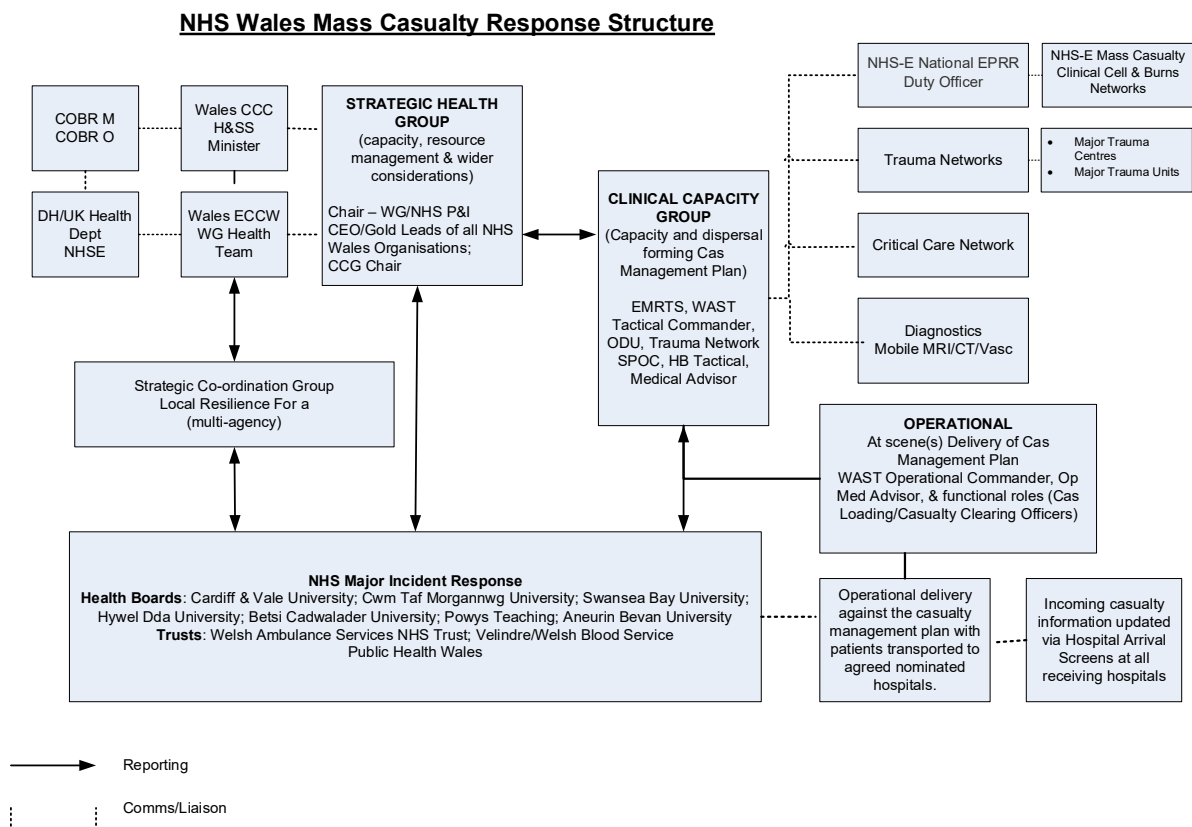 NHS Wales Mass Casualty Response Structure
COBR M
COBR O
Wales CCC
H&SS
Minister
DH/UK Health
Dept
NHSE
Wales ECCW
WG Health
Team
STRATEGIC HEALTH
GROUP
(capacity, resource
management & wider
considerations)
Chair – WG/NHS P&I
CEO/Gold Leads of all NHS
Wales Organisations;
CCG Chair
CLINICAL CAPACITY
GROUP
(Capacity and dispersal
forming Cas
Management Plan)
EMRTS, WAST
Tactical Commander,
ODU, Trauma Network
SPOC, HB Tactical,
Medical Advisor
NHS-E National EPRR
Duty Officer
NHS-E Mass Casualty
Clinical Cell & Burns
Networks
Trauma Networks
• Major Trauma
Centres
• Major Trauma Units
Critical Care Network
Diagnostics
Mobile MRI/CT/Vasc
Strategic Co-ordination Group
Local Resilience For a
(multi-agency)
OPERATIONAL
At scene(s) Delivery of Cas
Management Plan
WAST Operational Commander, Op
Med Advisor, & functional roles (Cas
Loading/Casualty Clearing Officers)
NHS Major Incident Response
Health Boards: Cardiff & Vale University; Cwm Taf Morgannwg University; Swansea Bay University;
Hywel Dda University; Betsi Cadwalader University; Powys Teaching; Aneurin Bevan University
Trusts: Welsh Ambulance Services NHS Trust; Velindre/Welsh Blood Service
Public Health Wales
Operational delivery
against the casualty
management plan with
patients transported to
agreed nominated
hospitals.
Incoming casualty
information updated
via Hospital Arrival
Screens at all
receiving hospitals
Reporting
Comms/Liaison